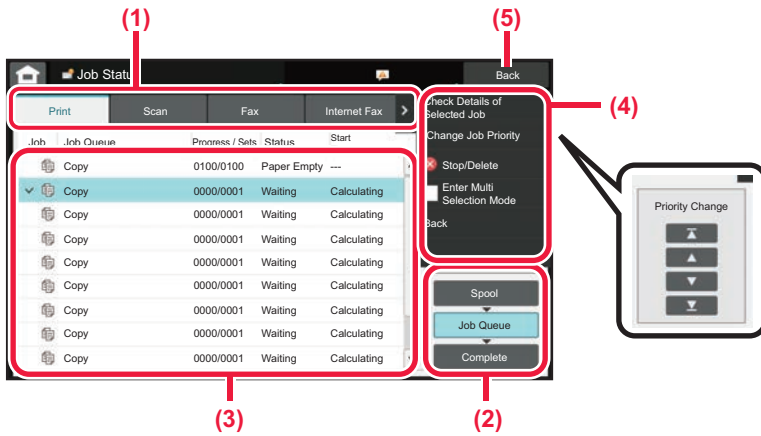 (1)
(5)
Job Status
Back
(4)
Print
Scan
Fax
Internet Fax
Check Details of
Selected Job
Change Job Priority
Stop/Delete
Enter Multi
Selection Mode
Back
Job
Job Queue
Progress / Sets
Status
Start
Copy 0100/0100 Paper Empty ---
Copy 0000/0001 Waiting Calculating
Copy 0000/0001 Waiting Calculating
Copy 0000/0001 Waiting Calculating
Copy 0000/0001 Waiting Calculating
Copy 0000/0001 Waiting Calculating
Copy 0000/0001 Waiting Calculating
Copy 0000/0001 Waiting Calculating
Copy 0000/0001 Waiting Calculating
Spool
Job Queue
Complete
Priority Change
(3)
(2)